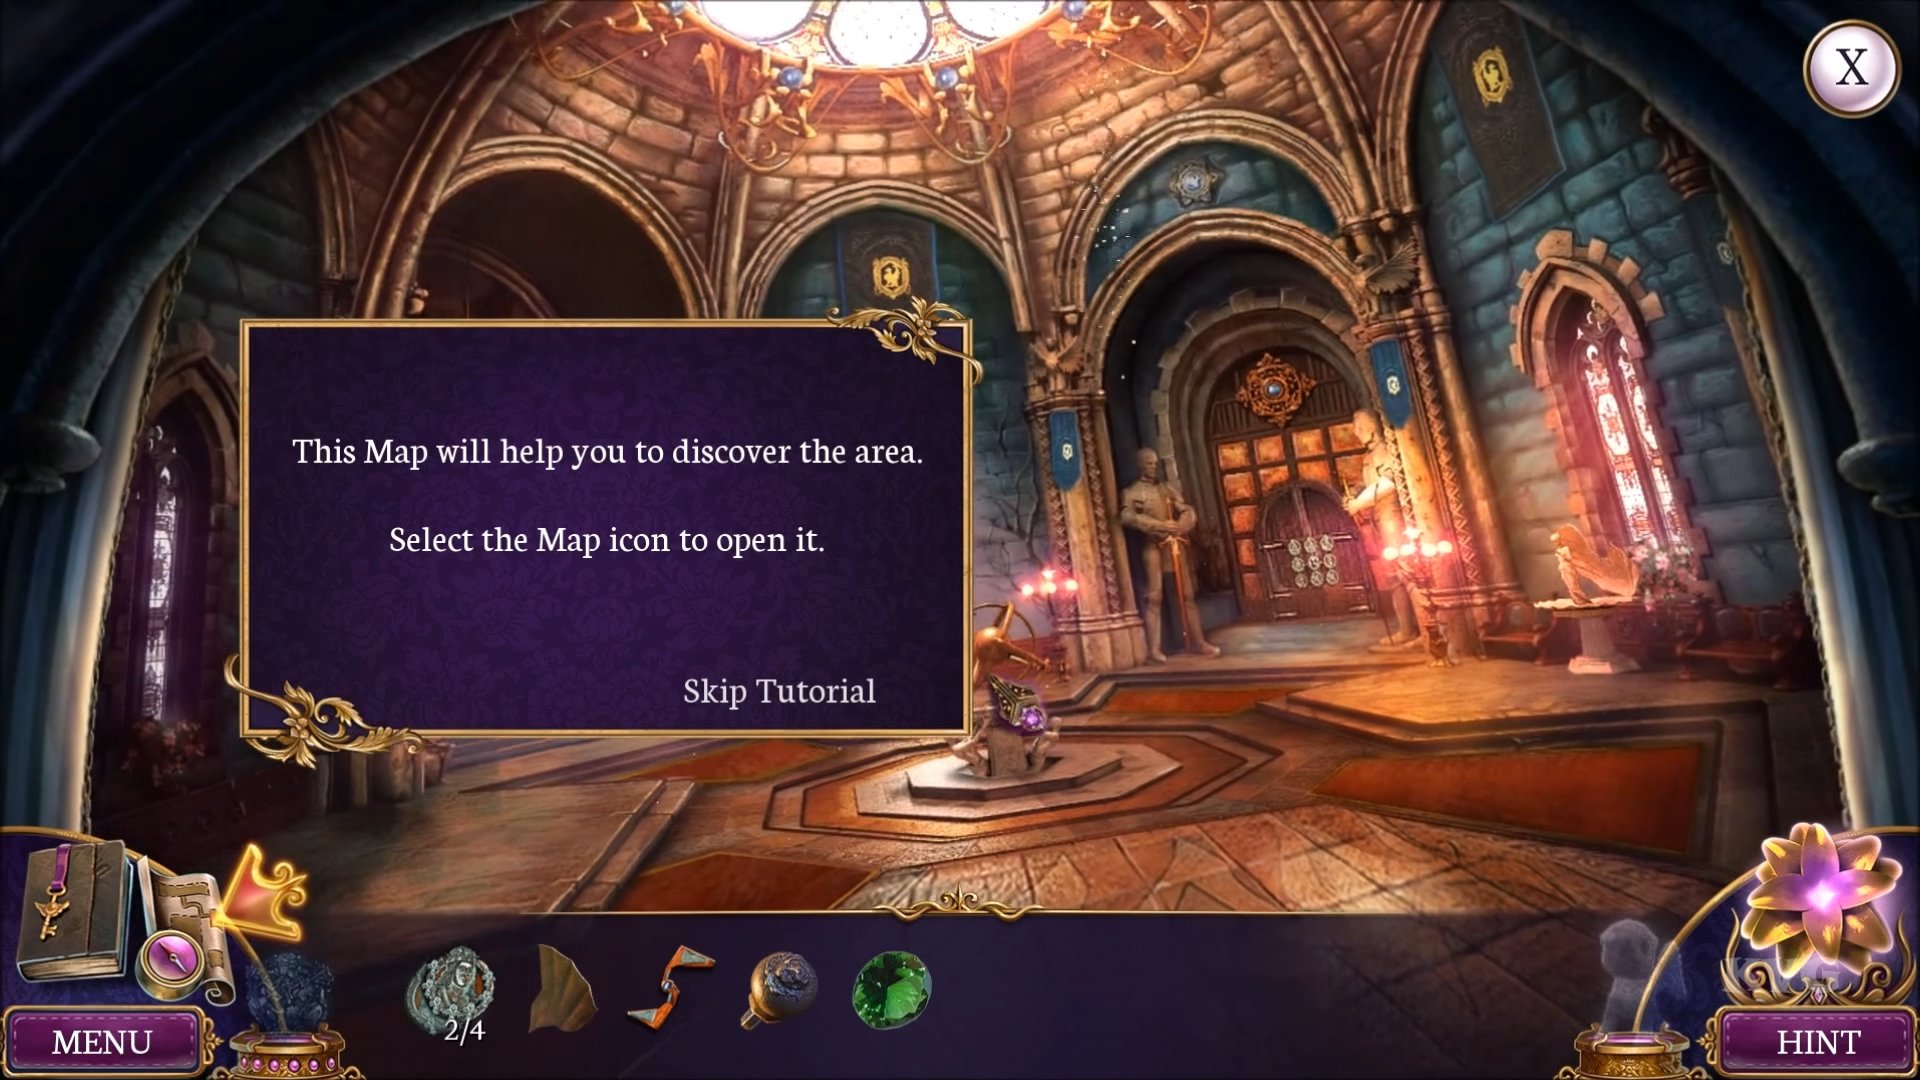 X
This Map will help you to discover the area.
Select the Map icon to open it.
Skip Tutorial
2/4
MENU
HINT